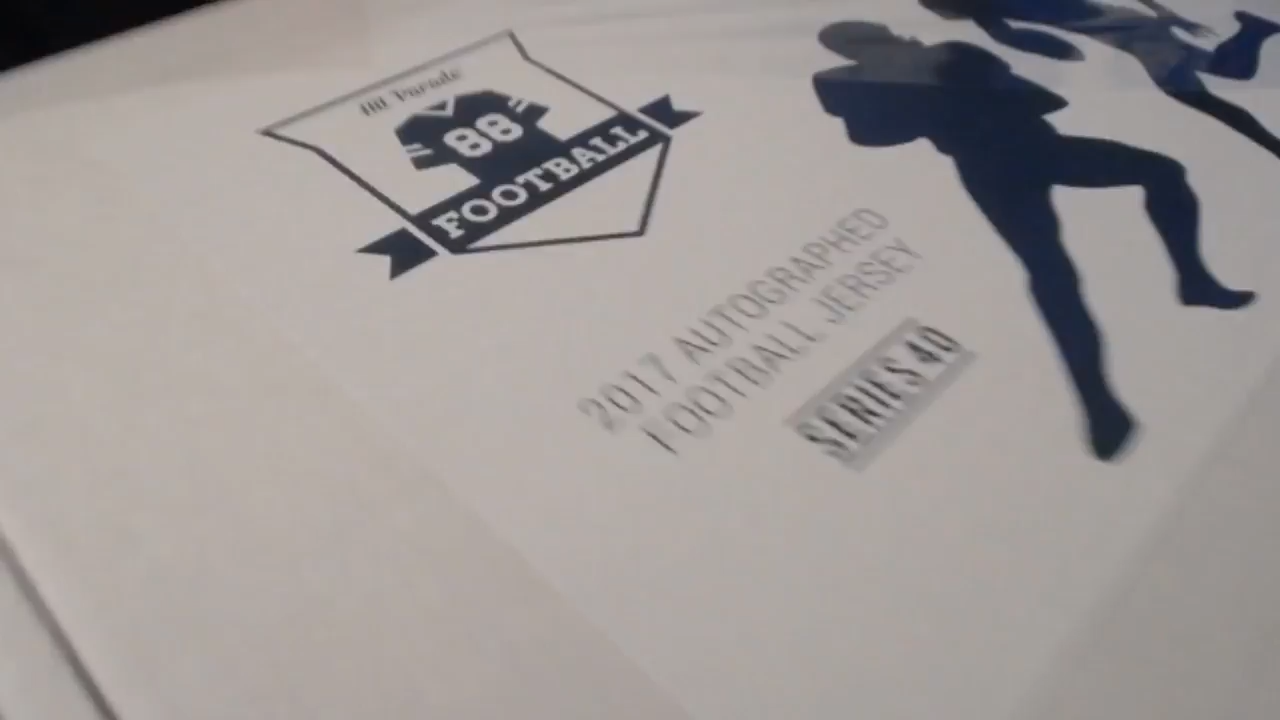 Hit Parade
88
FOOTBALL
2017 AUTOGRAPHED
FOOTBALL JERSEY
SERIES 40